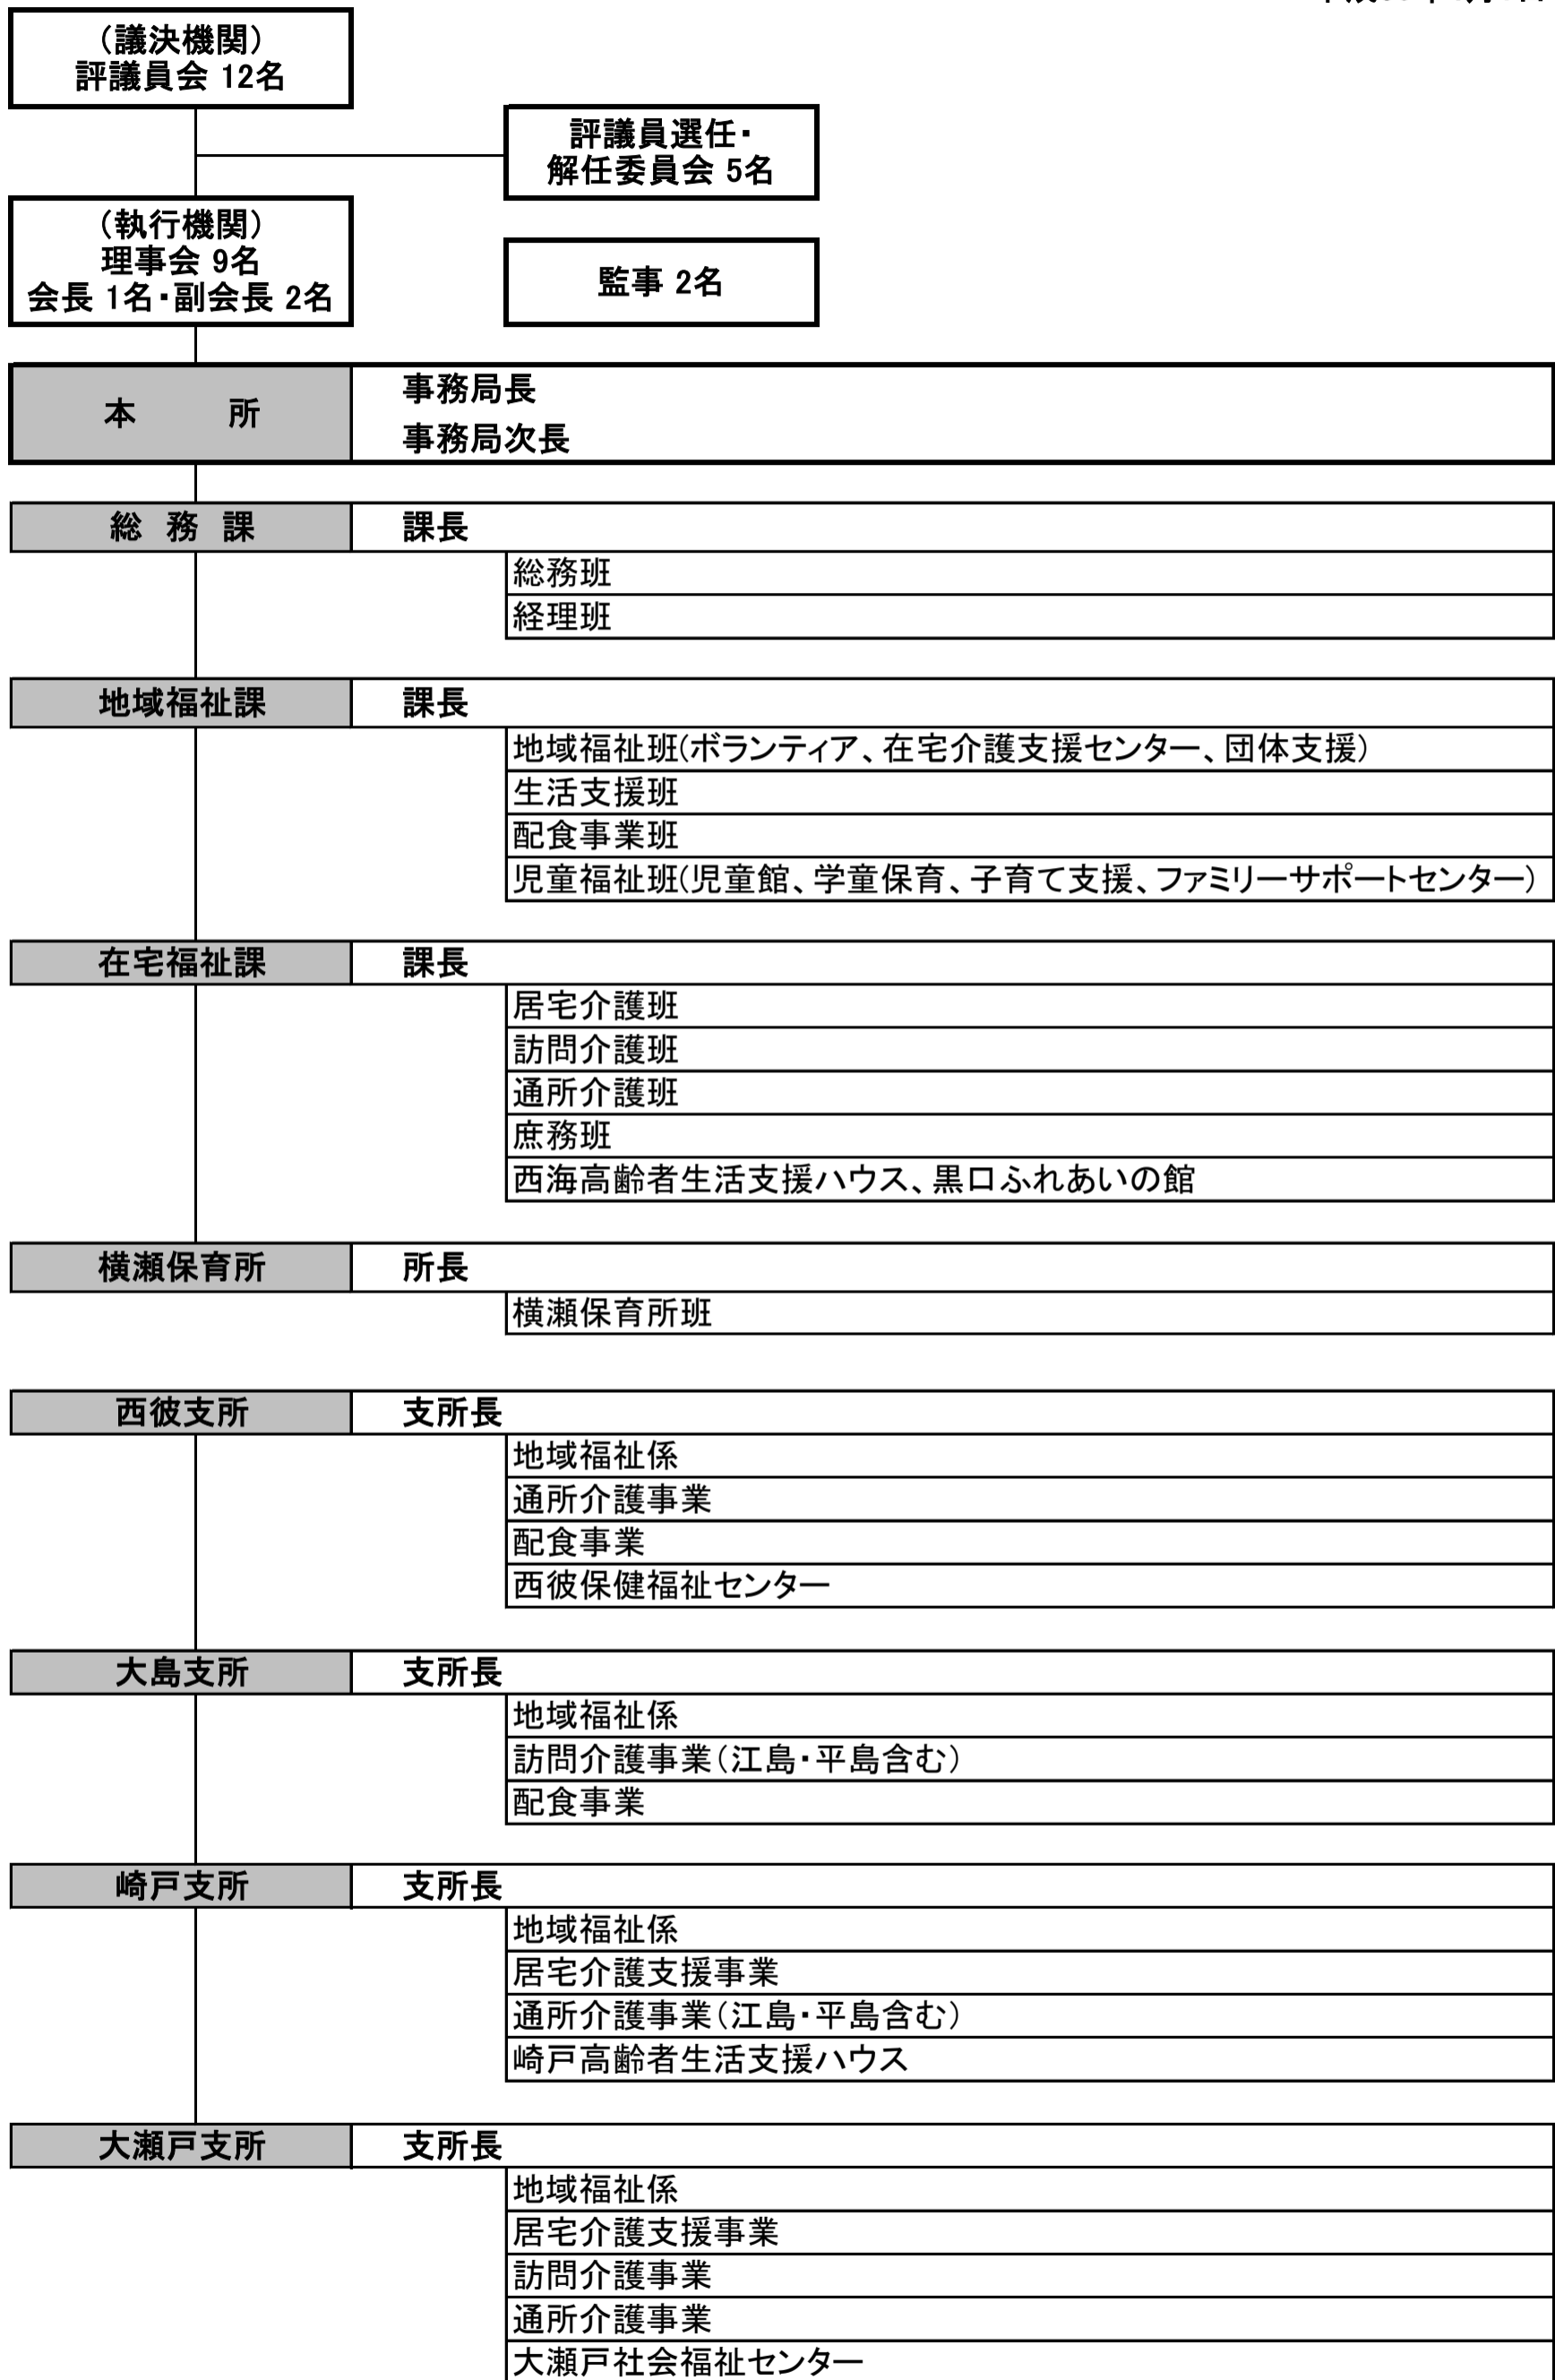 （議決機関）
評議員会 12名
評議員選任・
解任委員会 5名
（執行機関）
理事会 9名
会長 1名・副会長 2名
監事 2名
本 所
事務局長
事務局次長
総 務 課 課長
総務班
経理班
地域福祉課 課長
地域福祉班(ボランティア、在宅介護支援センター、団体支援）
生活支援班
配食事業班
児童福祉班(児童館、学童保育、子育て支援、ファミリーサポートセンター）
在宅福祉課 課長
居宅介護班
訪問介護班
通所介護班
庶務班
西海高齢者生活支援ハウス、黒口ふれあいの館
横瀬保育所 所長
横瀬保育所班
西彼支所 支所長
地域福祉係
通所介護事業
配食事業
西彼保健福祉センター
大島支所 支所長
地域福祉係
訪問介護事業（江島・平島含む）
配食事業
崎戸支所 支所長
地域福祉係
居宅介護支援事業
通所介護事業（江島・平島含む）
崎戸高齢者生活支援ハウス
大瀬戸支所 支所長
地域福祉係
居宅介護支援事業
訪問介護事業
通所介護事業
大瀬戸社会福祉センター